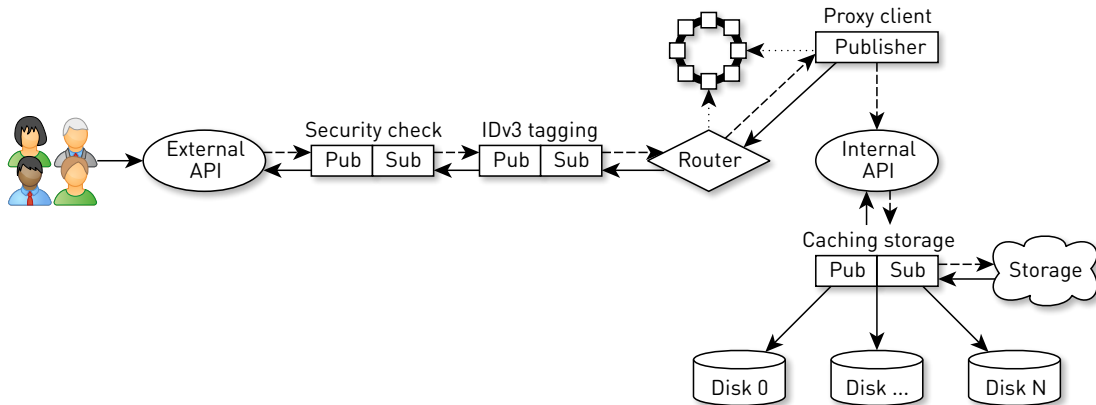 Proxy client
Publisher
Security check
IDv3 tagging
External
API
Pub Sub
Pub Sub
Router
Internal
API
Caching storage
Pub Sub
Storage
Disk 0
Disk ...
Disk N